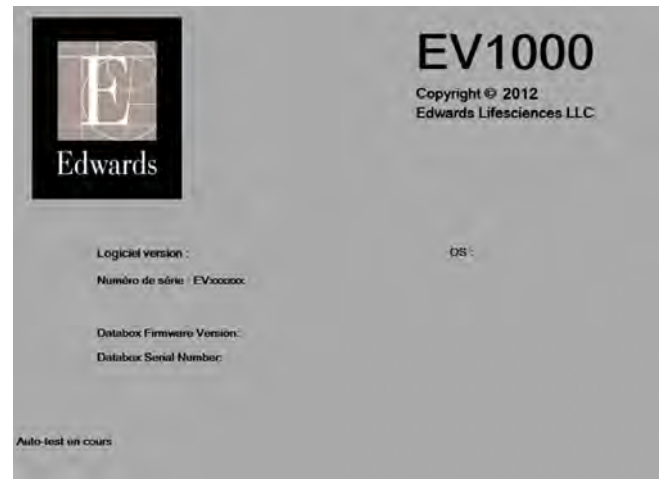 E
Edwards
EV1000
Copyright © 2012
Edwards Lifesciences LLC
Logiciel version :
OS :
Numéro de série : EVxxxxxx
Databox Firmware Version:
Databox Serial Number:
Auto-test en cours